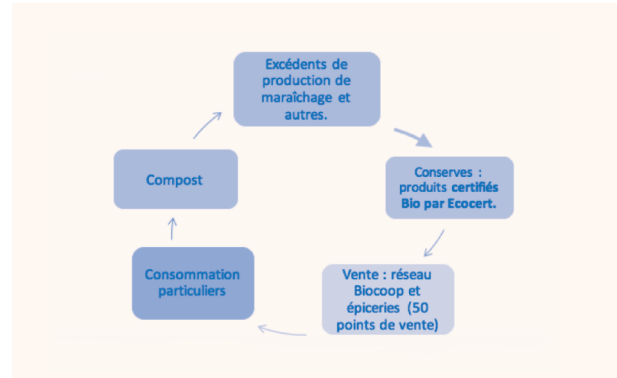 Excédents de
production de
maraîchage et
autres.
Conserves :
produits certifiés
Bio par Ecocert.
Vente : réseau
Biocoop et
épiceries (50
points de vente)
Consommation
particuliers
Compost